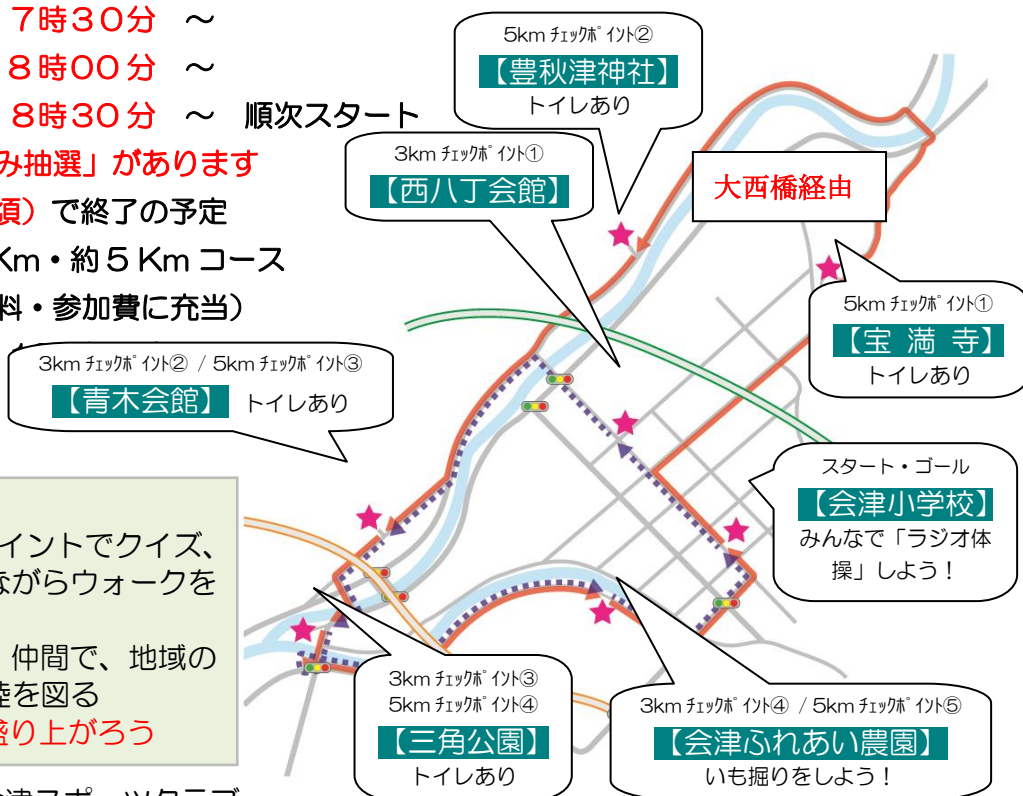 7時30分 ～
8時00分 ～
8時30分 ～ 順次スタート
み抽選」があります
頃）で終了の予定
Km・約5Kmコース
料・参加費に充当）
5km ﾁｪｯｸﾎﾟｲﾝﾄ②
【豊秋津神社】
トイレあり
3km ﾁｪｯｸﾎﾟｲﾝﾄ①
【西八丁会館】
大西橋経由
5km ﾁｪｯｸﾎﾟｲﾝﾄ①
【宝満寺】
トイレあり
3km ﾁｪｯｸﾎﾟｲﾝﾄ② / 5km ﾁｪｯｸﾎﾟｲﾝﾄ③
【青木会館】 トイレあり
スタート・ゴール
【会津小学校】
みんなで「ラジオ体
操」しよう！
イントでクイズ、
ながらウォークを
仲間で、地域の
睦を図る
盛り上がろう
3km ﾁｪｯｸﾎﾟｲﾝﾄ③
5km ﾁｪｯｸﾎﾟｲﾝﾄ④
【三角公園】
トイレあり
3km ﾁｪｯｸﾎﾟｲﾝﾄ④ / 5km ﾁｪｯｸﾎﾟｲﾝﾄ⑤
【会津ふれあい農園】
いも掘りをしよう！
津スポーツクラブ